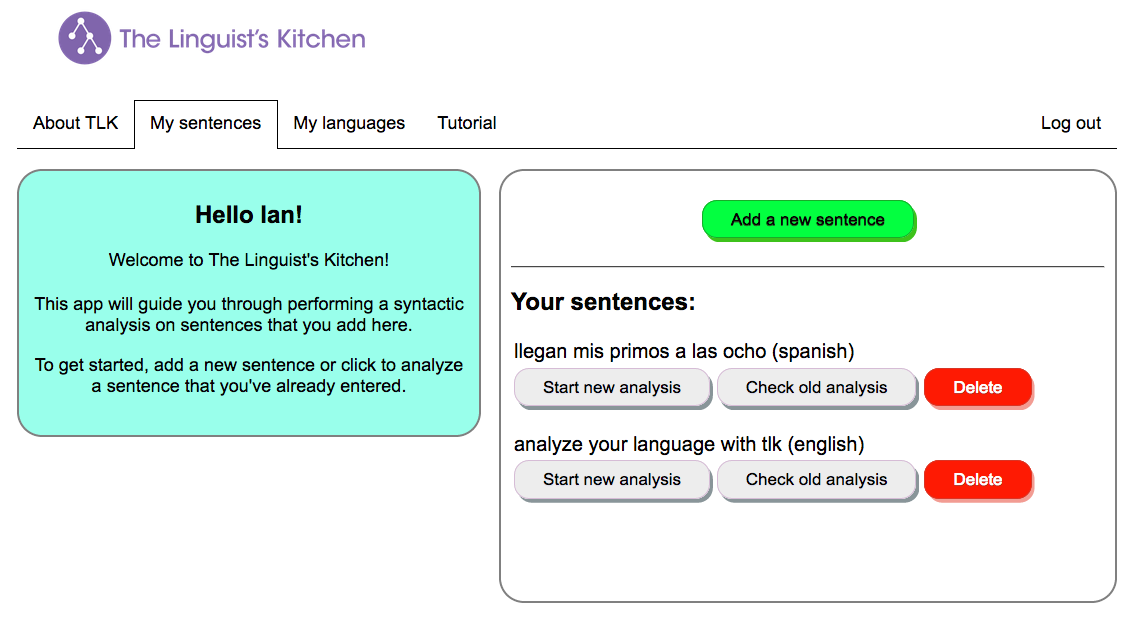 The Linguist's Kitchen
About TLK
My sentences
My languages
Tutorial
Log out
Hello Ian!
Welcome to The Linguist's Kitchen!
This app will guide you through performing a syntactic
analysis on sentences that you add here.
To get started, add a new sentence or click to analyze
a sentence that you've already entered.
Add a new sentence
Your sentences:
llegan mis primos a las ocho (spanish)
Start new analysis
Check old analysis
Delete
analyze your language with tlk (english)
Start new analysis
Check old analysis
Delete